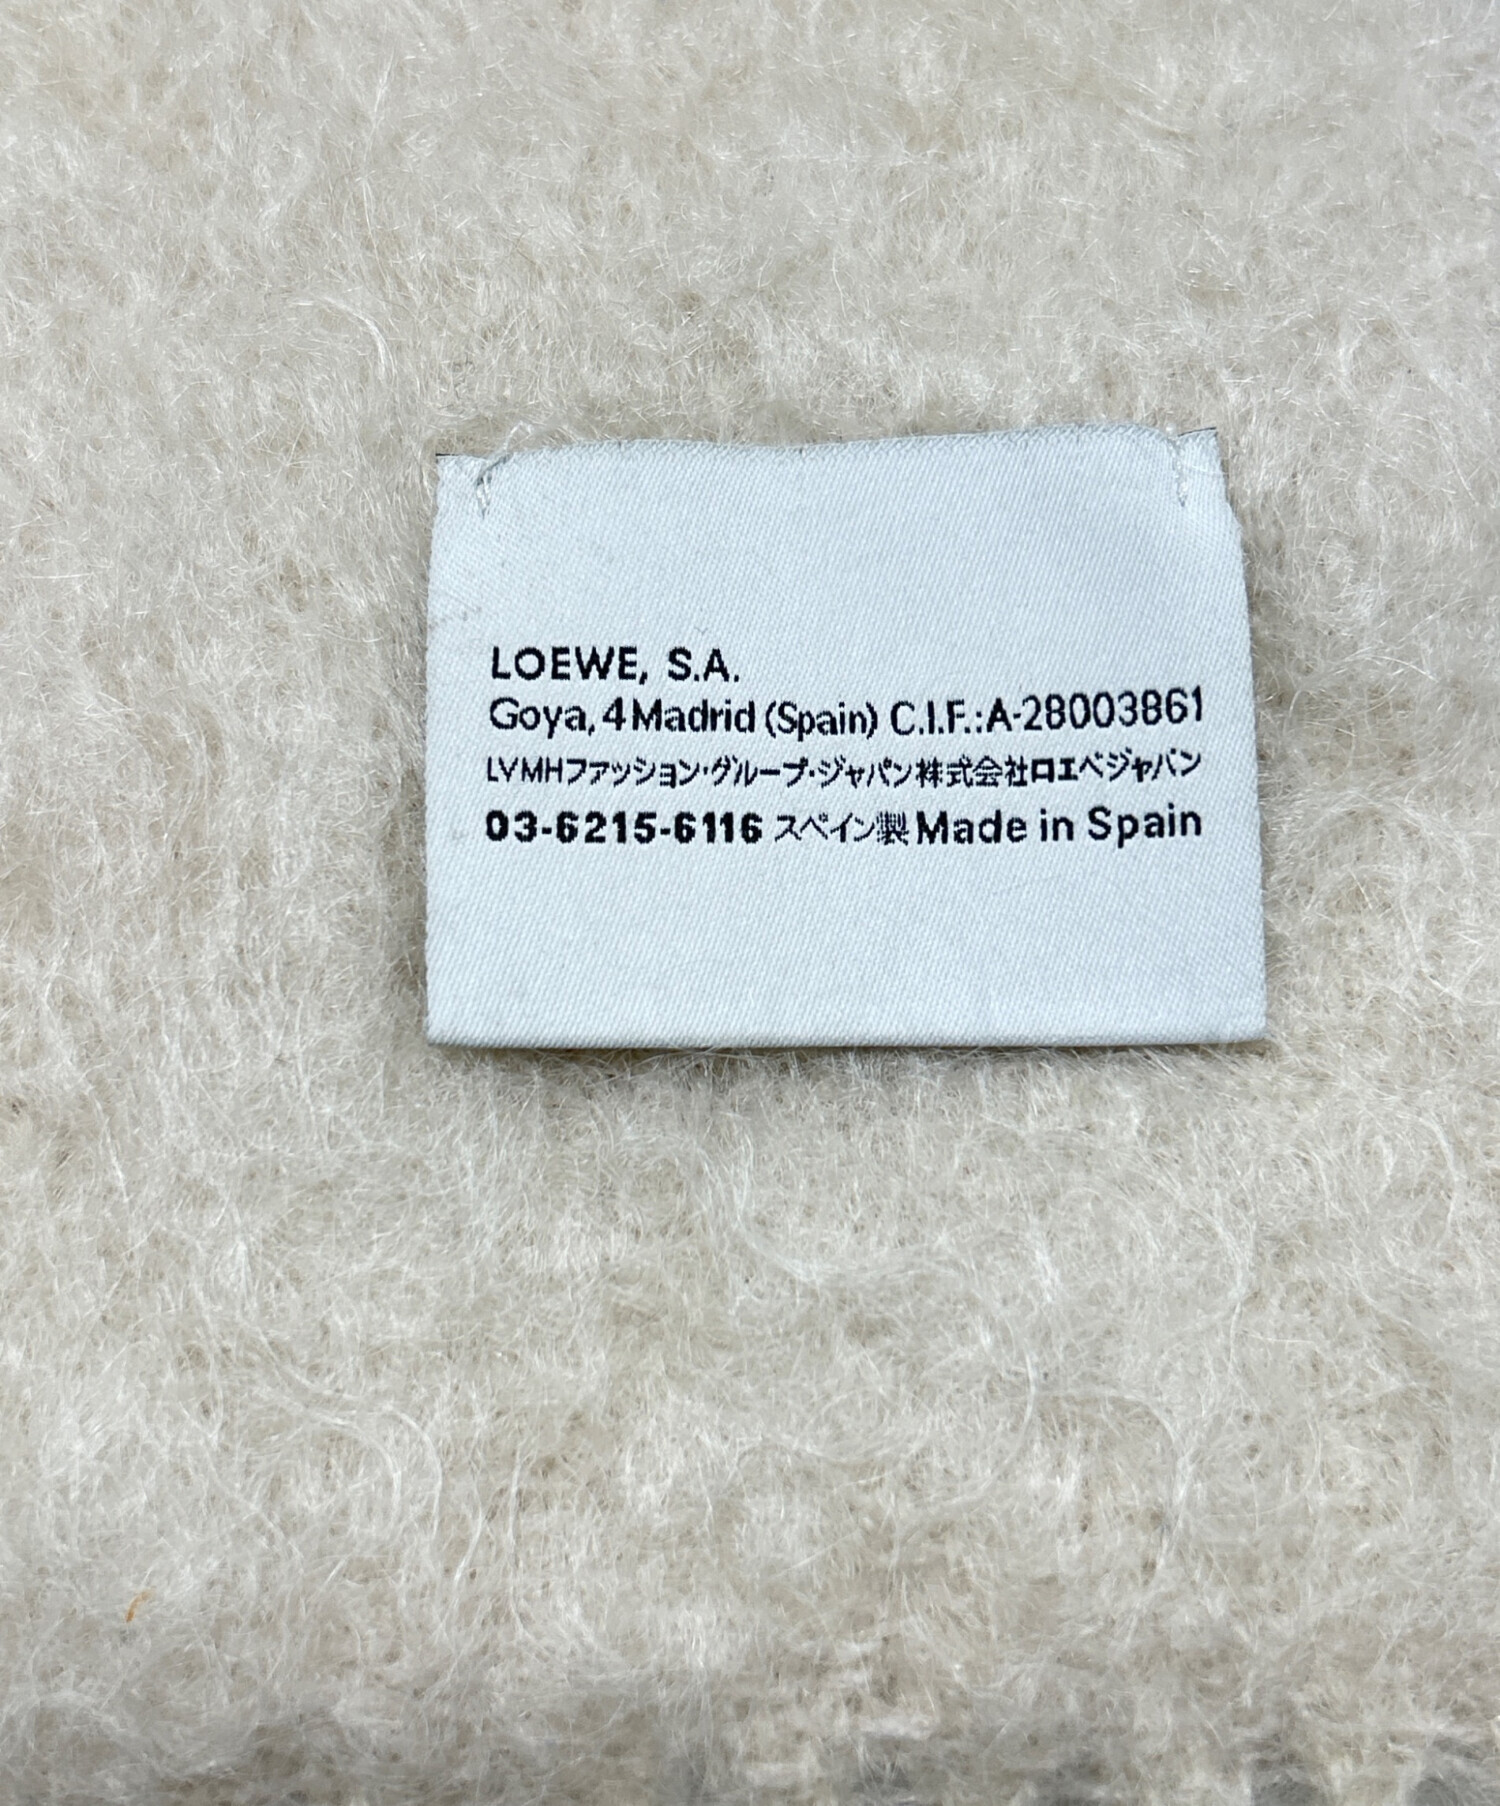 LOEWE, S.A.
Goya, 4 Madrid (Spain) C.I.F.: A-28003861
LVMHファッション・グループ・ジャパン株式会社ロエベジャパン
03-6215-6116 スペイン製 Made in Spain